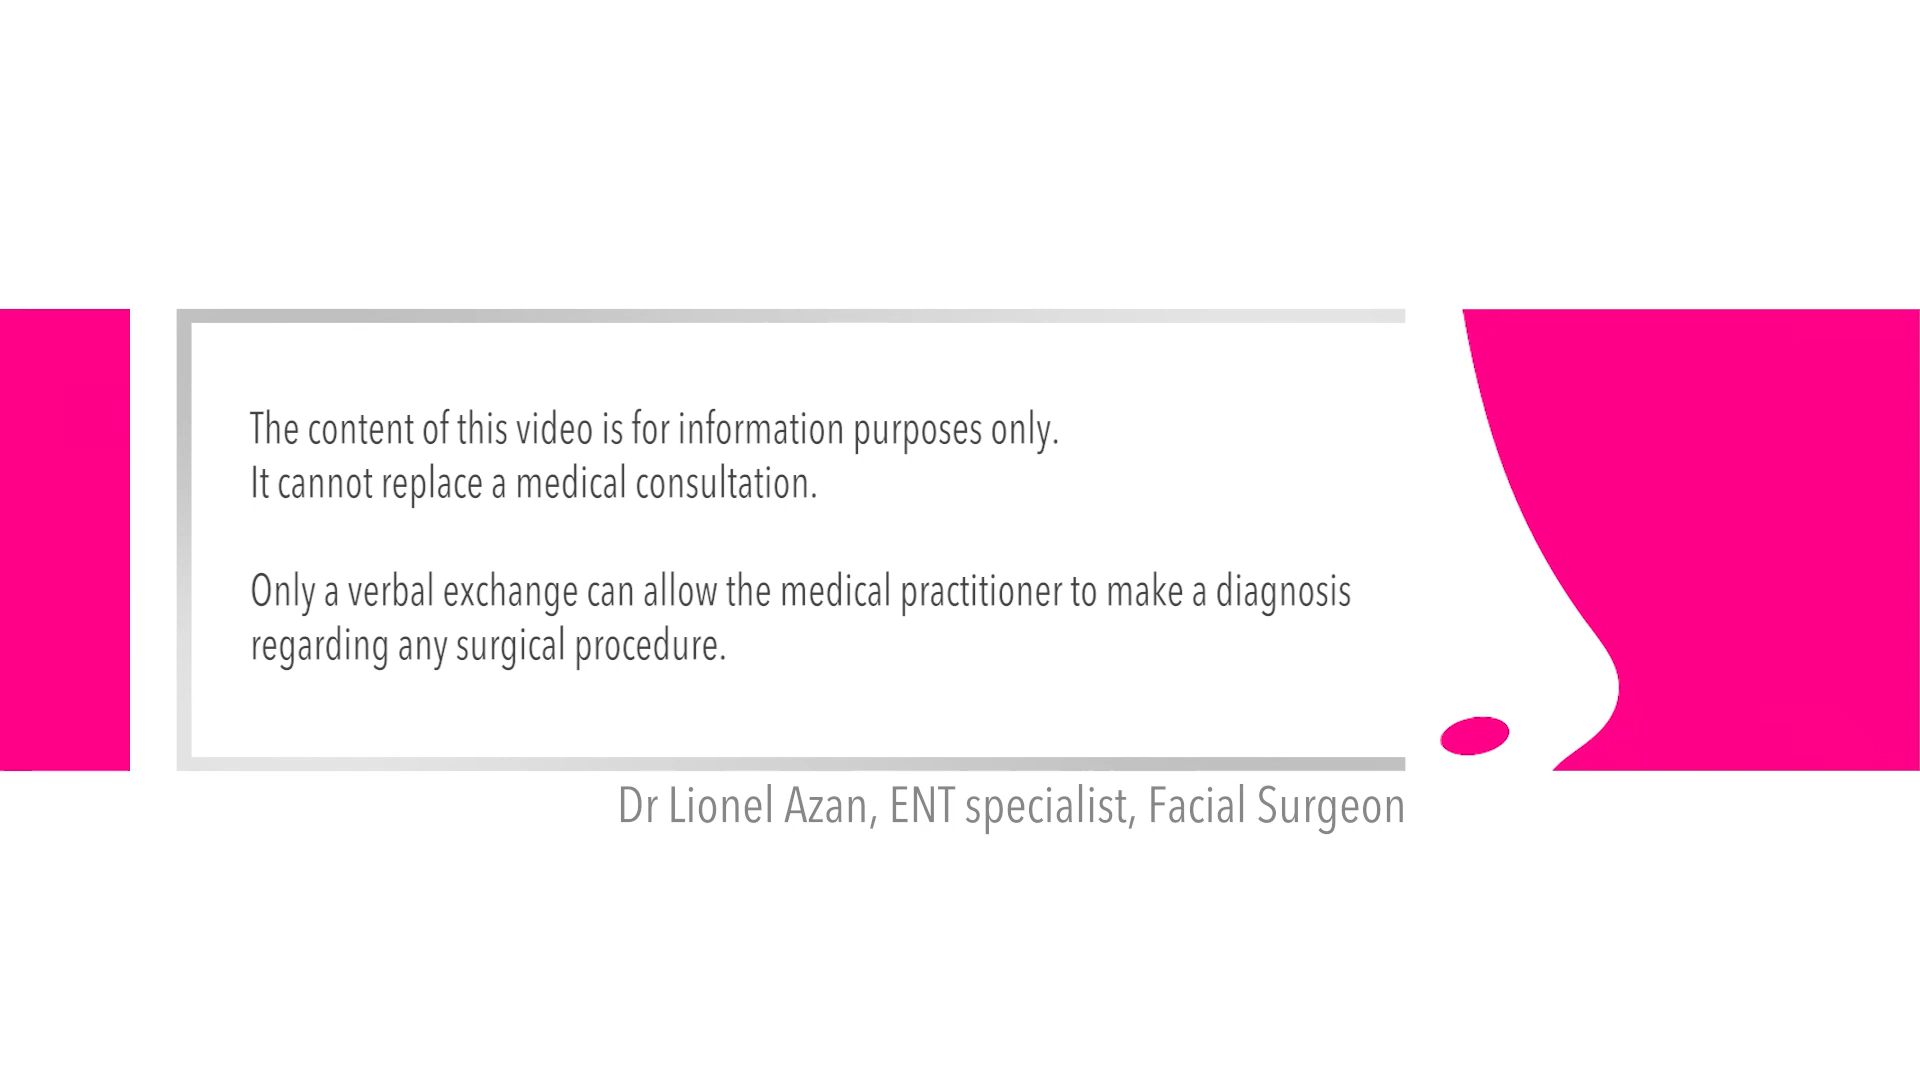 The content of this video is for information purposes only.
It cannot replace a medical consultation.
Only a verbal exchange can allow the medical practitioner to make a diagnosis
regarding any surgical procedure.
Dr Lionel Azan, ENT specialist, Facial Surgeon